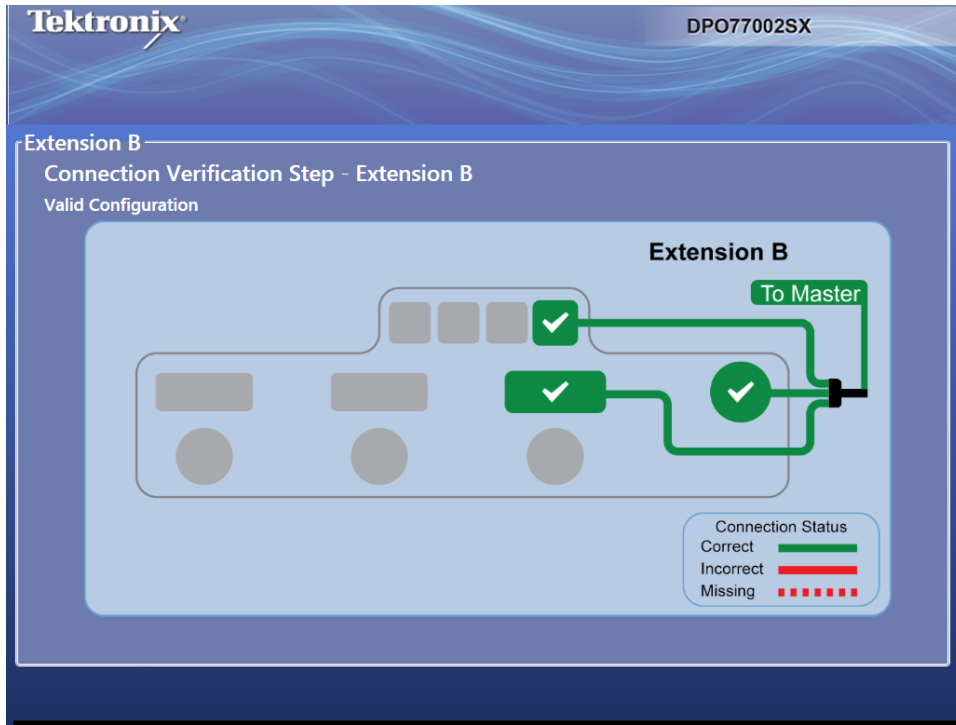 Tektronix
DPO77002SX
Extension B
Connection Verification Step - Extension B
Valid Configuration
Extension B
To Master
Connection Status
Correct
Incorrect
Missing